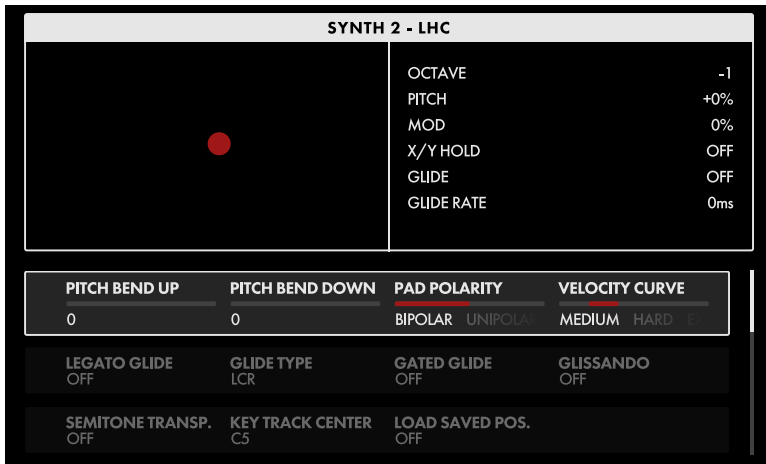 SYNTH 2 - LHC
OCTAVE -1
PITCH +0%
MOD 0%
X/Y HOLD OFF
GLIDE OFF
GLIDE RATE 0ms
PITCH BEND UP PITCH BEND DOWN PAD POLARITY VELOCITY CURVE
0 0 BIPOLAR UNIPOLA MEDIUM HARD
LEGATO GLIDE GLIDE TYPE GATED GLIDE GLISSANDO
OFF LCR OFF OFF
SEMITONE TRANSP. KEY TRACK CENTER LOAD SAVED POS.
OFF C5 OFF